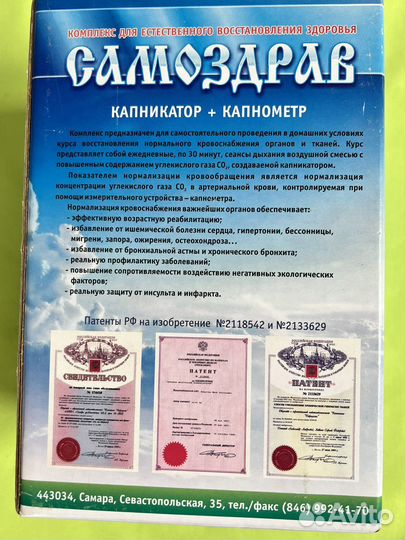 КОМПЛЕКС ДЛЯ ЕСТЕСТВЕННОГО ВОССТАНОВЛЕНИЯ ЗДОРОВЬЯ
САМОЗДРАВ
КАПНИКАТОР + КАПНОМЕТР
Комплекс предназначен для самостоятельного проведения в домашних условиях
курса восстановления нормального кровоснабжения органов и тканей. Курс
представляет собой ежедневные, по 30 минут, сеансы дыхания воздушной смесью с
повышенным содержанием углекислого газа CO₂, создаваемой капникатором.
Показателем нормализации кровообращения является нормализация
концентрации углекислого газа CO₂ в артериальной крови, контролируемая при
помощи измерительного устройства – капнометра.
Нормализация кровоснабжения важнейших органов обеспечивает:
- эффективную возрастную реабилитацию;
- избавление от ишемической болезни сердца, гипертонии, бессонницы,
мигрени, запора, ожирения, остеохондроза...
- избавление от бронхиальной астмы и хронического бронхита;
- реальную профилактику заболеваний;
- повышение сопротивляемости воздействию негативных экологических
факторов;
- реальную защиту от инсульта и инфаркта.
Патенты РФ на изобретение №2118542 и №2133629
СВИДЕТЕЛЬСТВО
РОССИЙСКАЯ ФЕДЕРАЦИЯ
ПАТЕНТ
ПАТЕНТ
№ 2133629
443034, Самара, Севастопольская, 35, тел./факс (846) 992-41-70
Avito